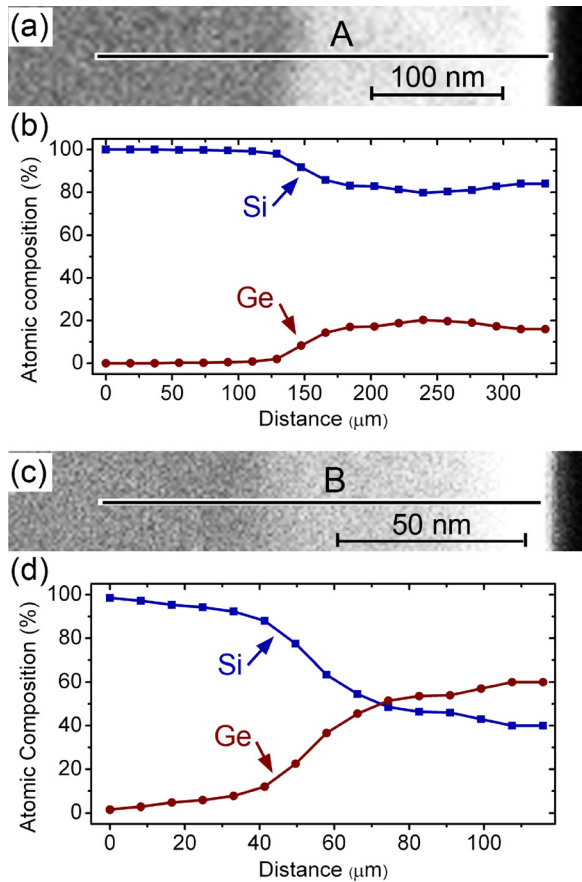 (a)
A
100 nm
(b)
100
80
60
40
20
0
Atomic composition (%)
Si
Ge
0 50 100 150 200 250 300
Distance (μm)
(c)
B
50 nm
(d)
100
80
60
40
20
0
Atomic Composition (%)
Si
Ge
0 20 40 60 80 100
Distance (μm)